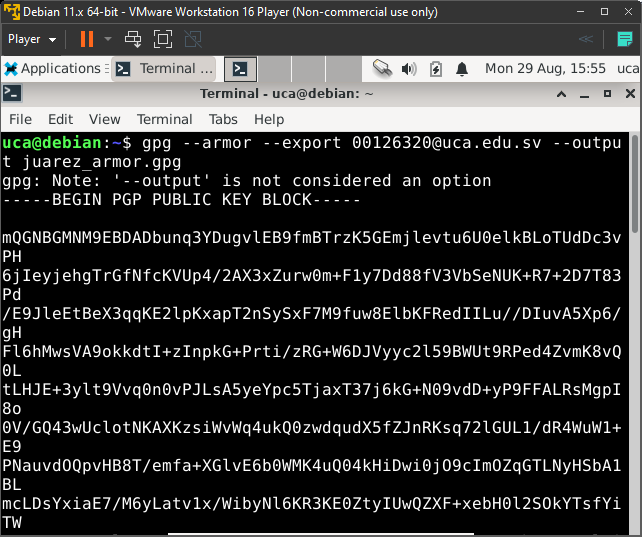 Debian 11.x 64-bit - VMware Workstation 16 Player (Non-commercial use only)
Player
Applications
Terminal ...
Mon 29 Aug, 15:55
uca
Terminal - uca@debian: ~
File Edit View Terminal Tabs Help
uca@debian:~$ gpg --armor --export 00126320@uca.edu.sv --outpu
t juarez_armor.gpg
gpg: Note: '--output' is not considered an option
-----BEGIN PGP PUBLIC KEY BLOCK-----
mQGNBGMNM9EBDADbunq3YDugvlEB9fmBTrzK5GEmjlevtu6U0elkBLoTUdDc3v
PH
6jIeyjehgTrGfNfcKVUp4/2AX3xZurw0m+F1y7Dd88fV3VbSeNUK+R7+2D7T83
Pd
/E9JleEtBeX3qqKE2lpKxapT2nSySxF7M9fuw8ElbKFRedIILu//DIuvA5Xp6/
gH
Fl6hMwsVA9okkdtI+zInpkG+Prti/zRG+W6DJVyyc2l59BWUt9RPed4ZvmK8vQ
0L
tLHJE+3ylt9Vvq0n0vPJLsA5yeYpc5TjaxT37j6kG+N09vdD+yP9FFALRsMgpI
8o
0V/GQ43wUclotNKAXKzsiWvWq4ukQ0zwdqudX5fZJnRKsq72lGUL1/dR4WuW1+
E9
PNauvdOQpvHB8T/emfa+XGlvE6b0WMK4uQ04kHiDwi0jO9cImOZqGTLNyHSbA1
BL
mcLDsYxiaE7/M6yLatv1x/WibyNl6KR3KE0ZtyIUwQZXF+xebH0l2SOkYTsfYi
TW